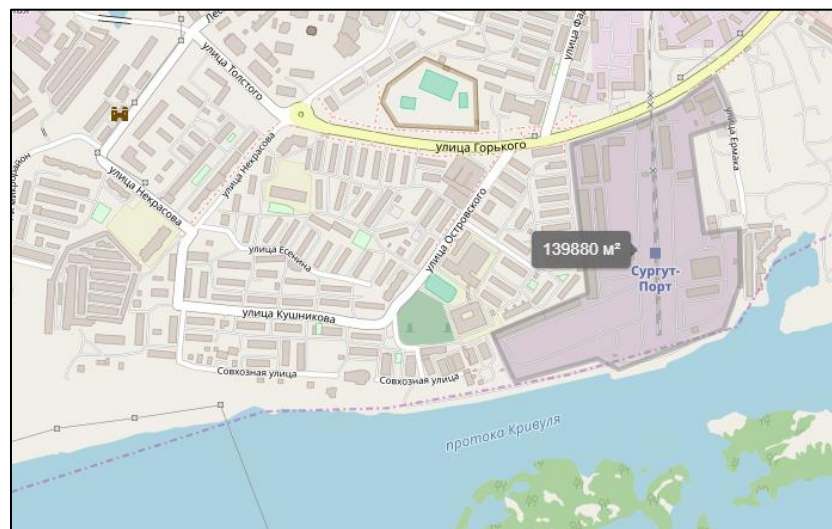 улица Толстого
улица Некрасова
улица Горького
улица Ермака
улица Некрасова
улица Островского
улица Есенина
139880 м²
Сургут-
Порт
улица Кушникова
Совхозная улица
Совхозная улица
протока Кривуля